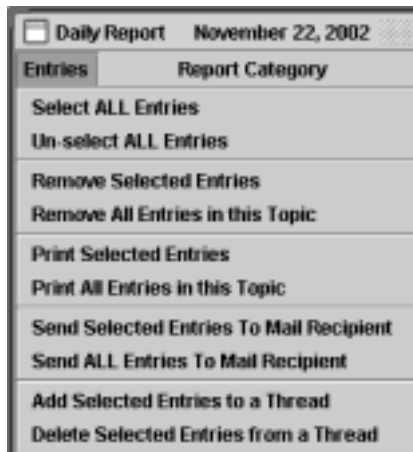 Daily Report November 22, 2002
Entries Report Category
Select ALL Entries
Un-select ALL Entries
Remove Selected Entries
Remove All Entries in this Topic
Print Selected Entries
Print All Entries in this Topic
Send Selected Entries To Mail Recipient
Send ALL Entries To Mail Recipient
Add Selected Entries to a Thread
Delete Selected Entries from a Thread